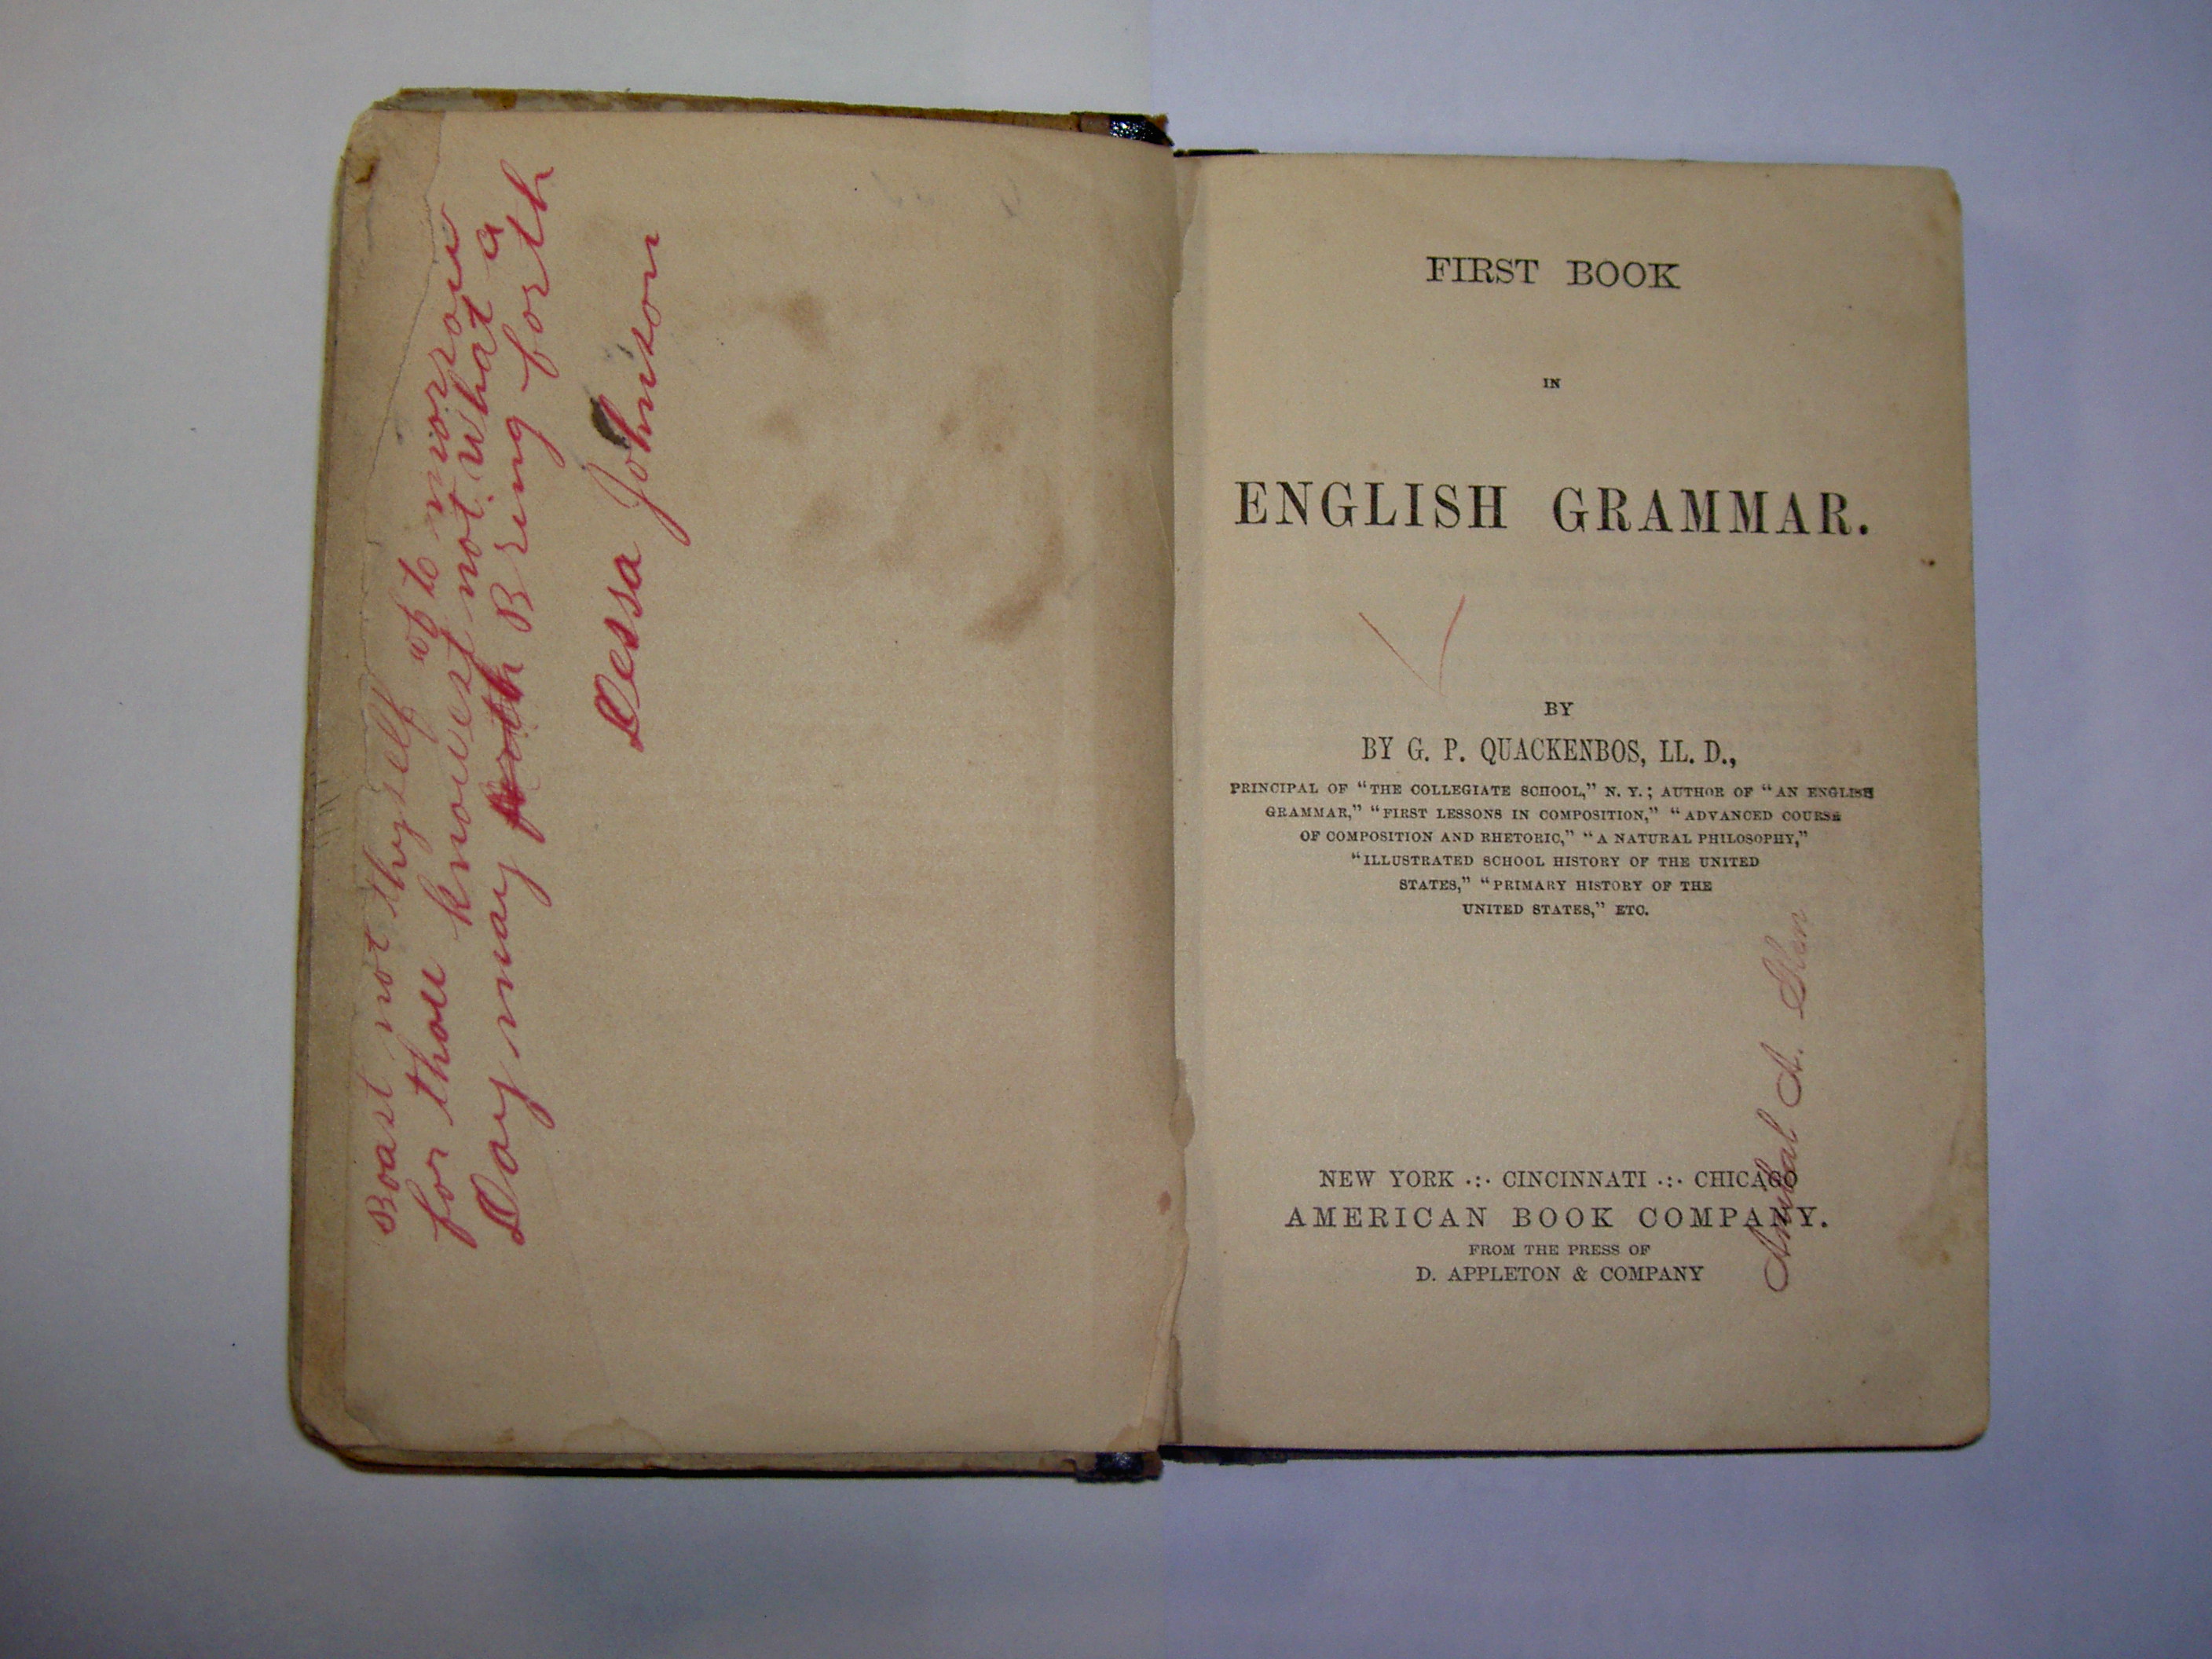 Boast not thyself "of to morrow
for thou knowest not what a
Day may forth Bring forth
Dessa Johnson
FIRST BOOK
IN
ENGLISH GRAMMAR.
BY
BY G. P. QUACKENBOS, LL. D.,
PRINCIPAL OF "THE COLLEGIATE SCHOOL," N. Y.; AUTHOR OF "AN ENGLISH
GRAMMAR," "FIRST LESSONS IN COMPOSITION," "ADVANCED COURSE
OF COMPOSITION AND RHETORIC," "A NATURAL PHILOSOPHY,"
"ILLUSTRATED SCHOOL HISTORY OF THE UNITED
STATES," "PRIMARY HISTORY OF THE
UNITED STATES," ETC.
NEW YORK .:. CINCINNATI .:. CHICAGO
AMERICAN BOOK COMPANY.
FROM THE PRESS OF
D. APPLETON & COMPANY
A.